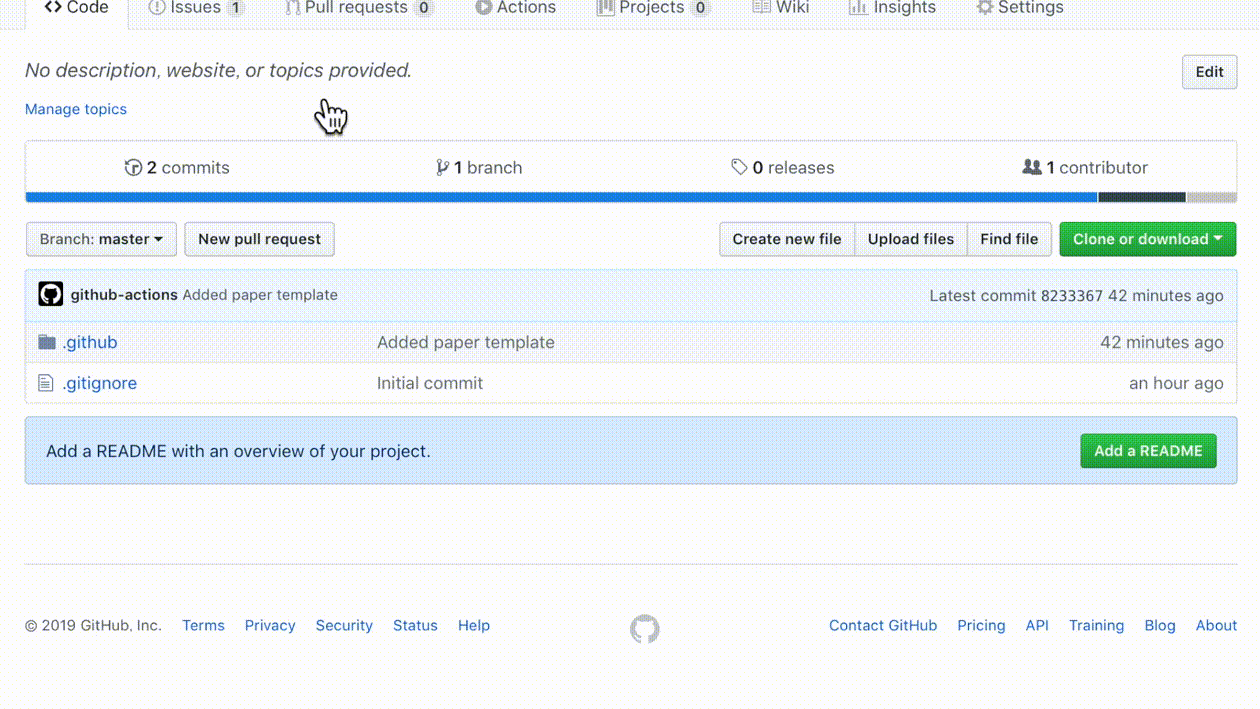 Code Issues 1 Pull requests 0 Actions Projects 0 Wiki Insights Settings
No description, website, or topics provided. Edit
Manage topics
2 commits 1 branch 0 releases 1 contributor
Branch: master New pull request Create new file Upload files Find file Clone or download
github-actions Added paper template Latest commit 8233367 42 minutes ago
.github Added paper template 42 minutes ago
.gitignore Initial commit an hour ago
Add a README with an overview of your project. Add a README
© 2019 GitHub, Inc. Terms Privacy Security Status Help Contact GitHub Pricing API Training Blog About